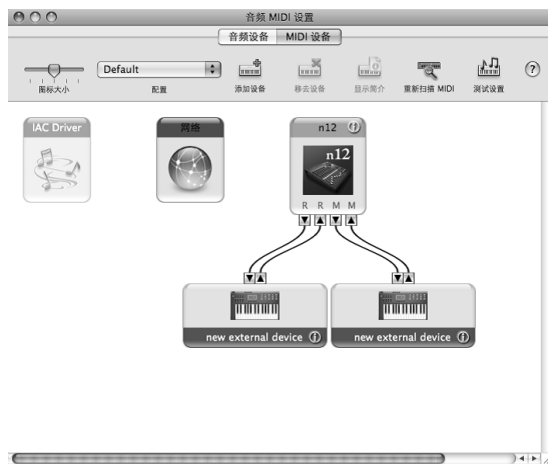 音频 MIDI 设置
音频设备 MIDI 设备
Default
图标大小 配置 添加设备 移去设备 显示简介 重新扫描 MIDI 测试设置 ?
IAC Driver 网络 n12 i
n12
R R M M
new external device i new external device i